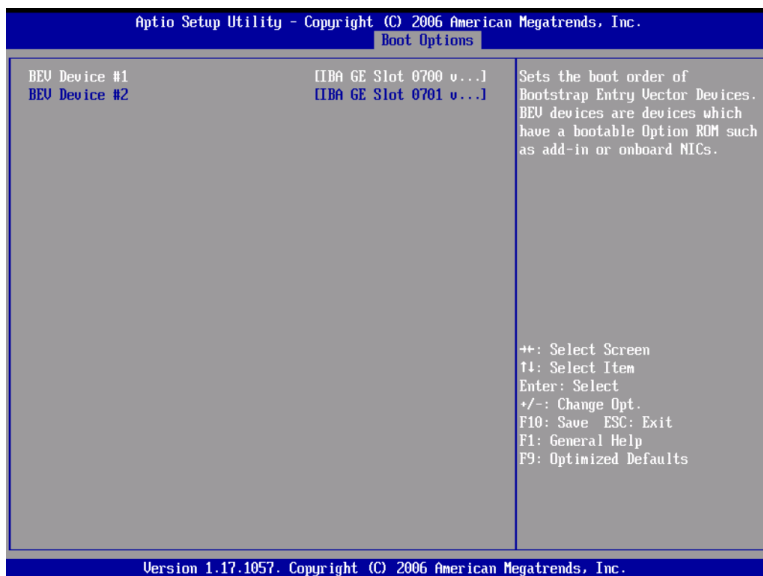 Aptio Setup Utility - Copyright (C) 2006 American Megatrends, Inc.
Boot Options
BEV Device #1 [IBA GE Slot 0700 v...]
BEV Device #2 [IBA GE Slot 0701 v...]
Sets the boot order of
Bootstrap Entry Vector Devices.
BEV devices are devices which
have a bootable Option ROM such
as add-in or onboard NICs.
→←: Select Screen
↑↓: Select Item
Enter: Select
+/-: Change Opt.
F10: Save ESC: Exit
F1: General Help
F9: Optimized Defaults
Version 1.17.1057. Copyright (C) 2006 American Megatrends, Inc.